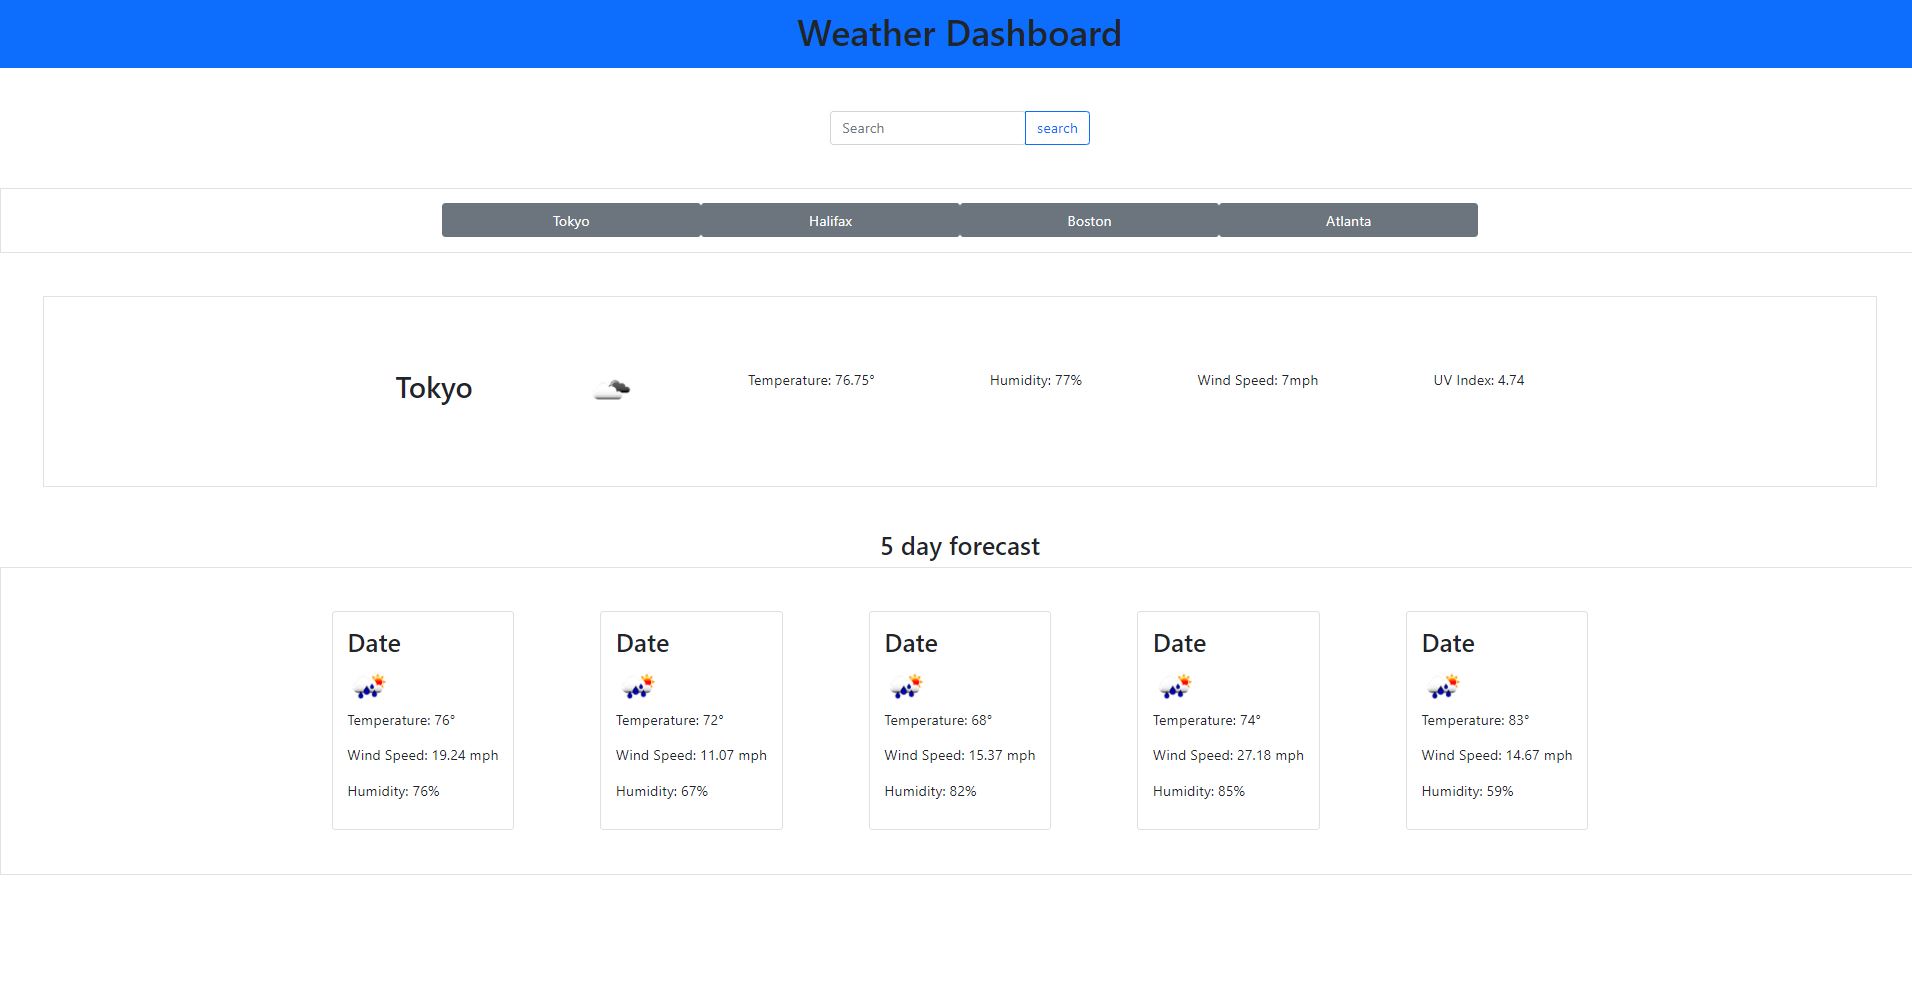 Weather Dashboard
Search search
Tokyo Halifax Boston Atlanta
Tokyo Temperature: 76.75° Humidity: 77% Wind Speed: 7mph UV Index: 4.74
5 day forecast
Date Date Date Date Date
Temperature: 76° Temperature: 72° Temperature: 68° Temperature: 74° Temperature: 83°
Wind Speed: 19.24 mph Wind Speed: 11.07 mph Wind Speed: 15.37 mph Wind Speed: 27.18 mph Wind Speed: 14.67 mph
Humidity: 76% Humidity: 67% Humidity: 82% Humidity: 85% Humidity: 59%